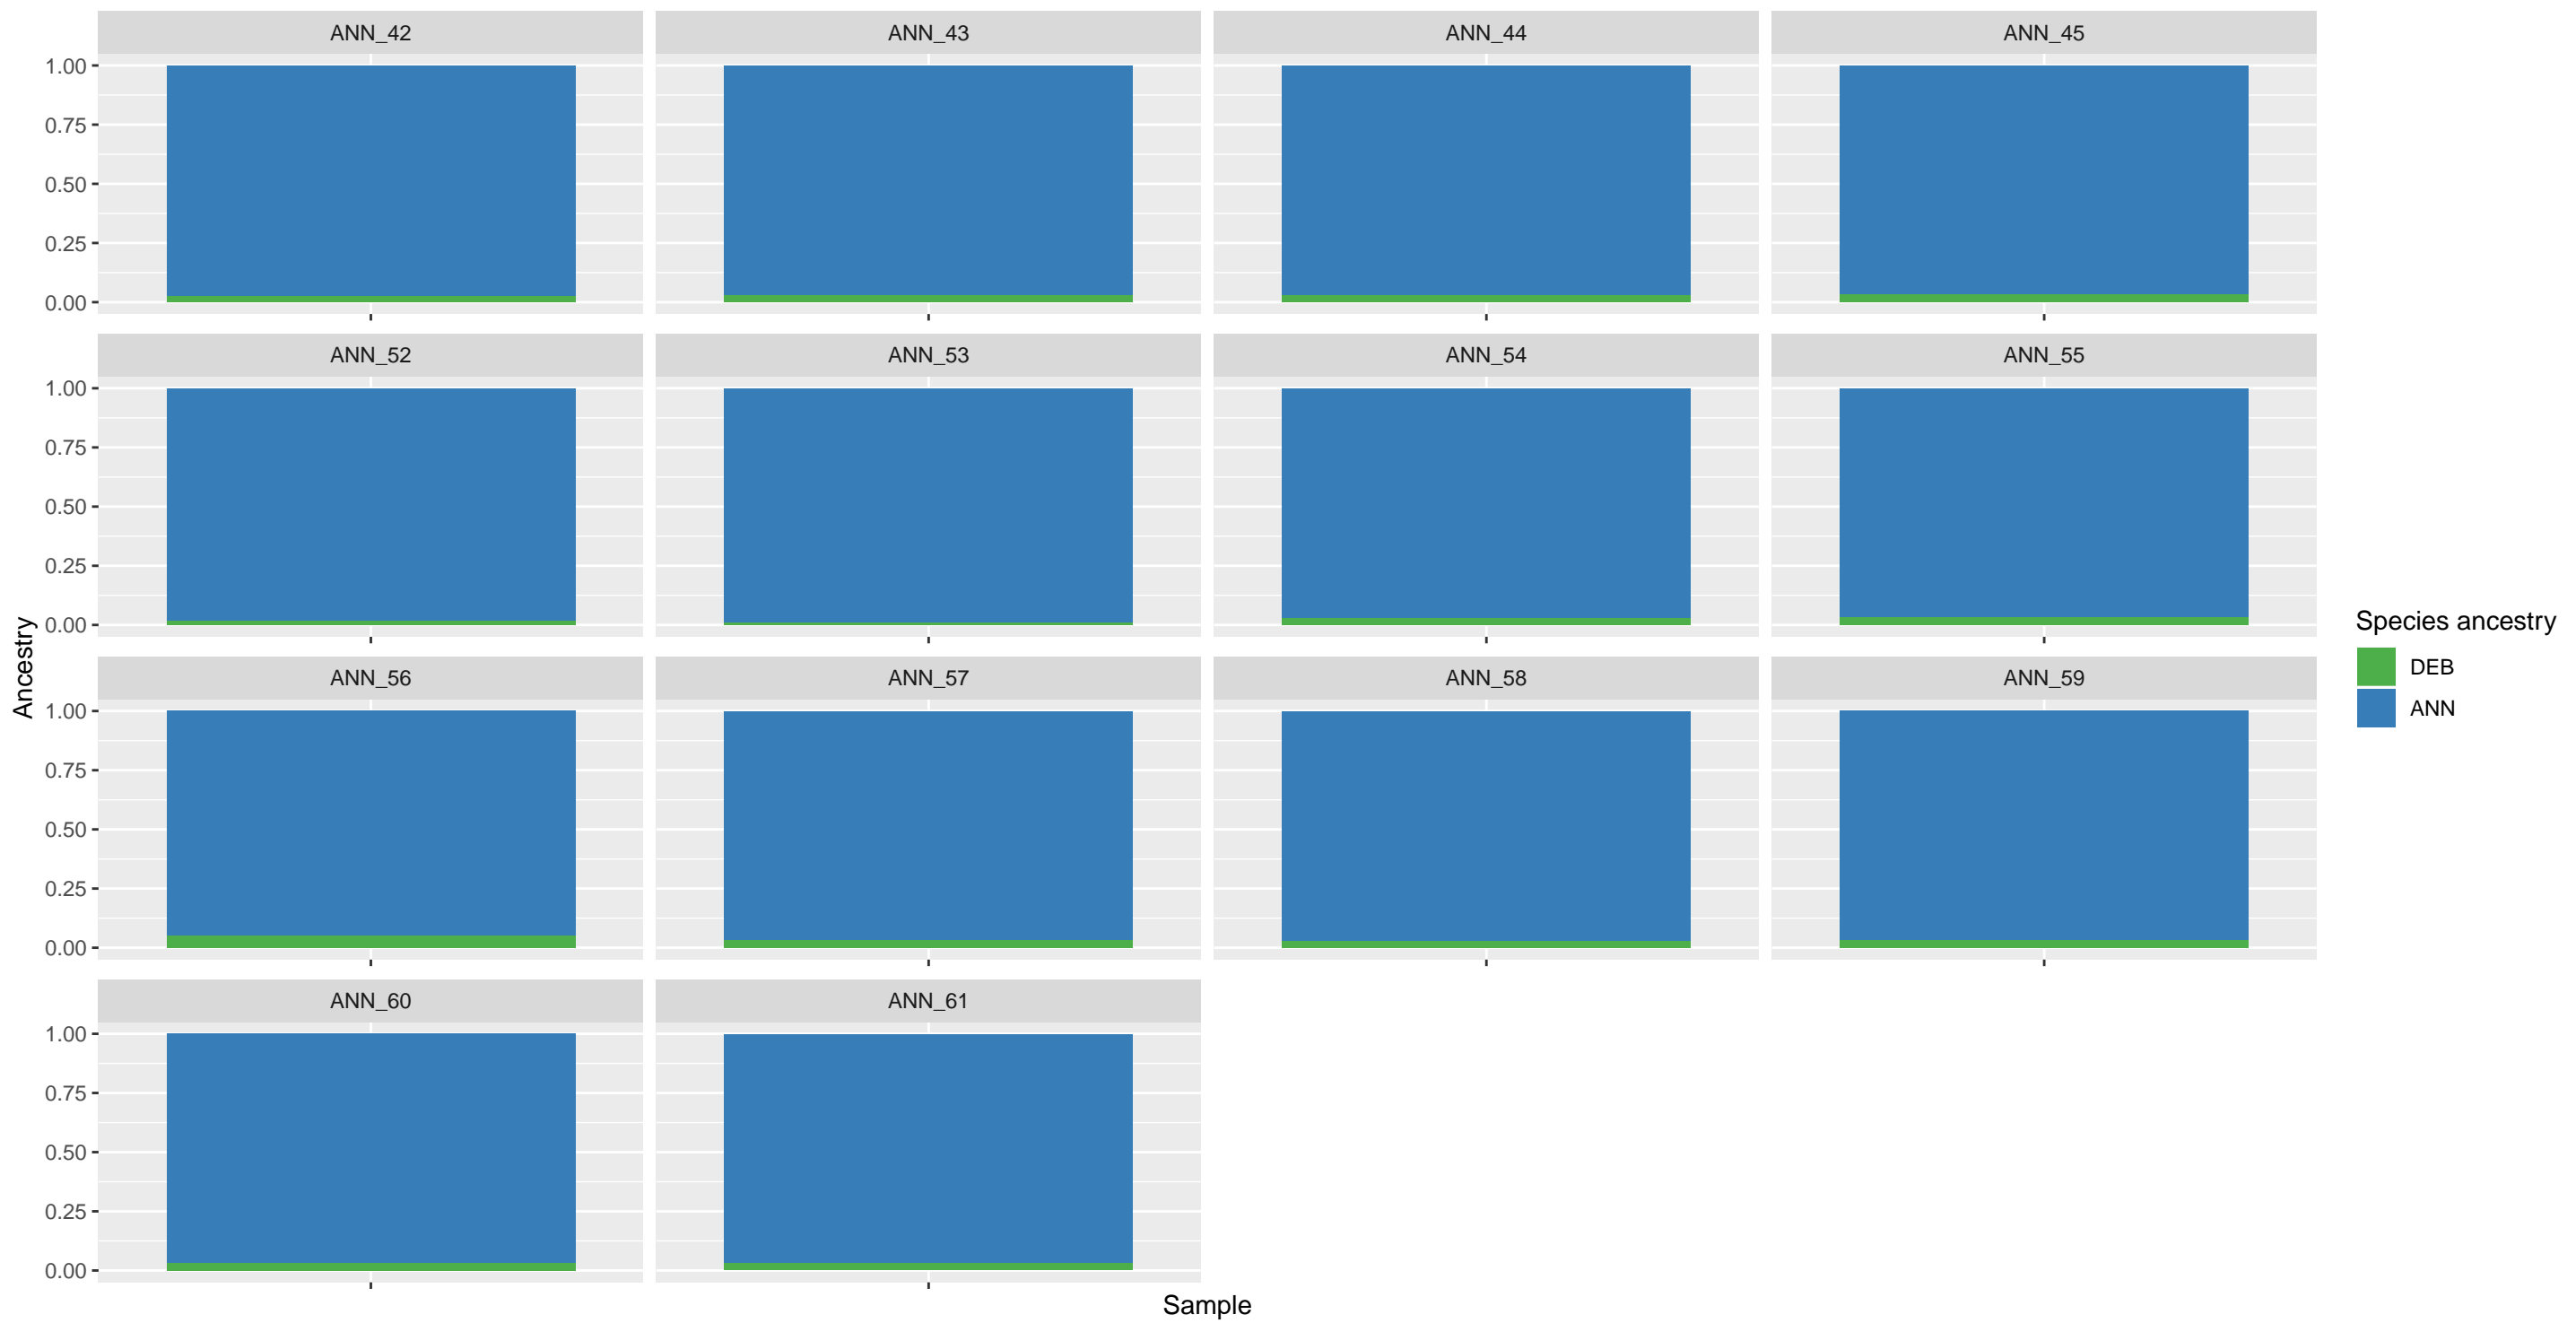 ANN_42 ANN_43 ANN_44 ANN_45
1.00
0.75
0.50
0.25
0.00
ANN_52 ANN_53 ANN_54 ANN_55
1.00
0.75
0.50
0.25
0.00
ANN_56 ANN_57 ANN_58 ANN_59
1.00
0.75
0.50
0.25
0.00
ANN_60 ANN_61
1.00
0.75
0.50
0.25
0.00
Ancestry
Sample
Species ancestry
DEB
ANN